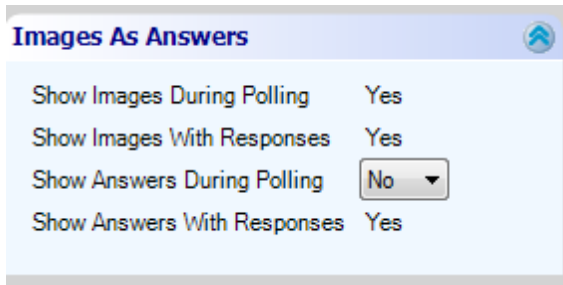 Images As Answers
Show Images During Polling Yes
Show Images With Responses Yes
Show Answers During Polling No
Show Answers With Responses Yes